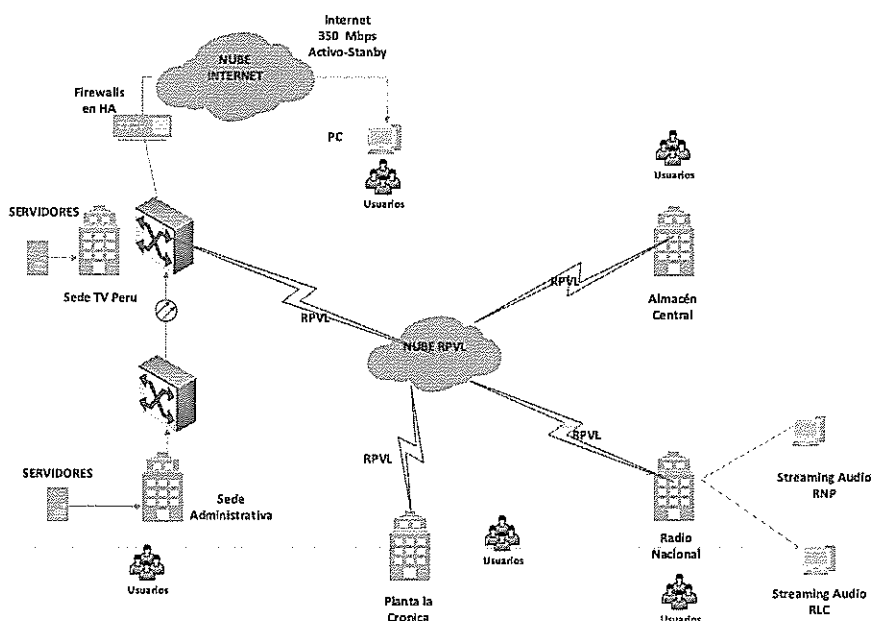 Internet
350 Mbps
Activo-Stanby
NUBE
INTERNET
Firewalls
en HA
PC
Usuarios
Usuarios
SERVIDORES
Sede TV Peru
RPVL
RPVL
Almacén
Central
NUBE RPVL
RPVL
RPVL
SERVIDORES
Sede
Administrativa
Usuarios
Planta la
Cronica
Usuarios
Radio
Nacional
Usuarios
Streaming Audio
RNP
Streaming Audio
RLC